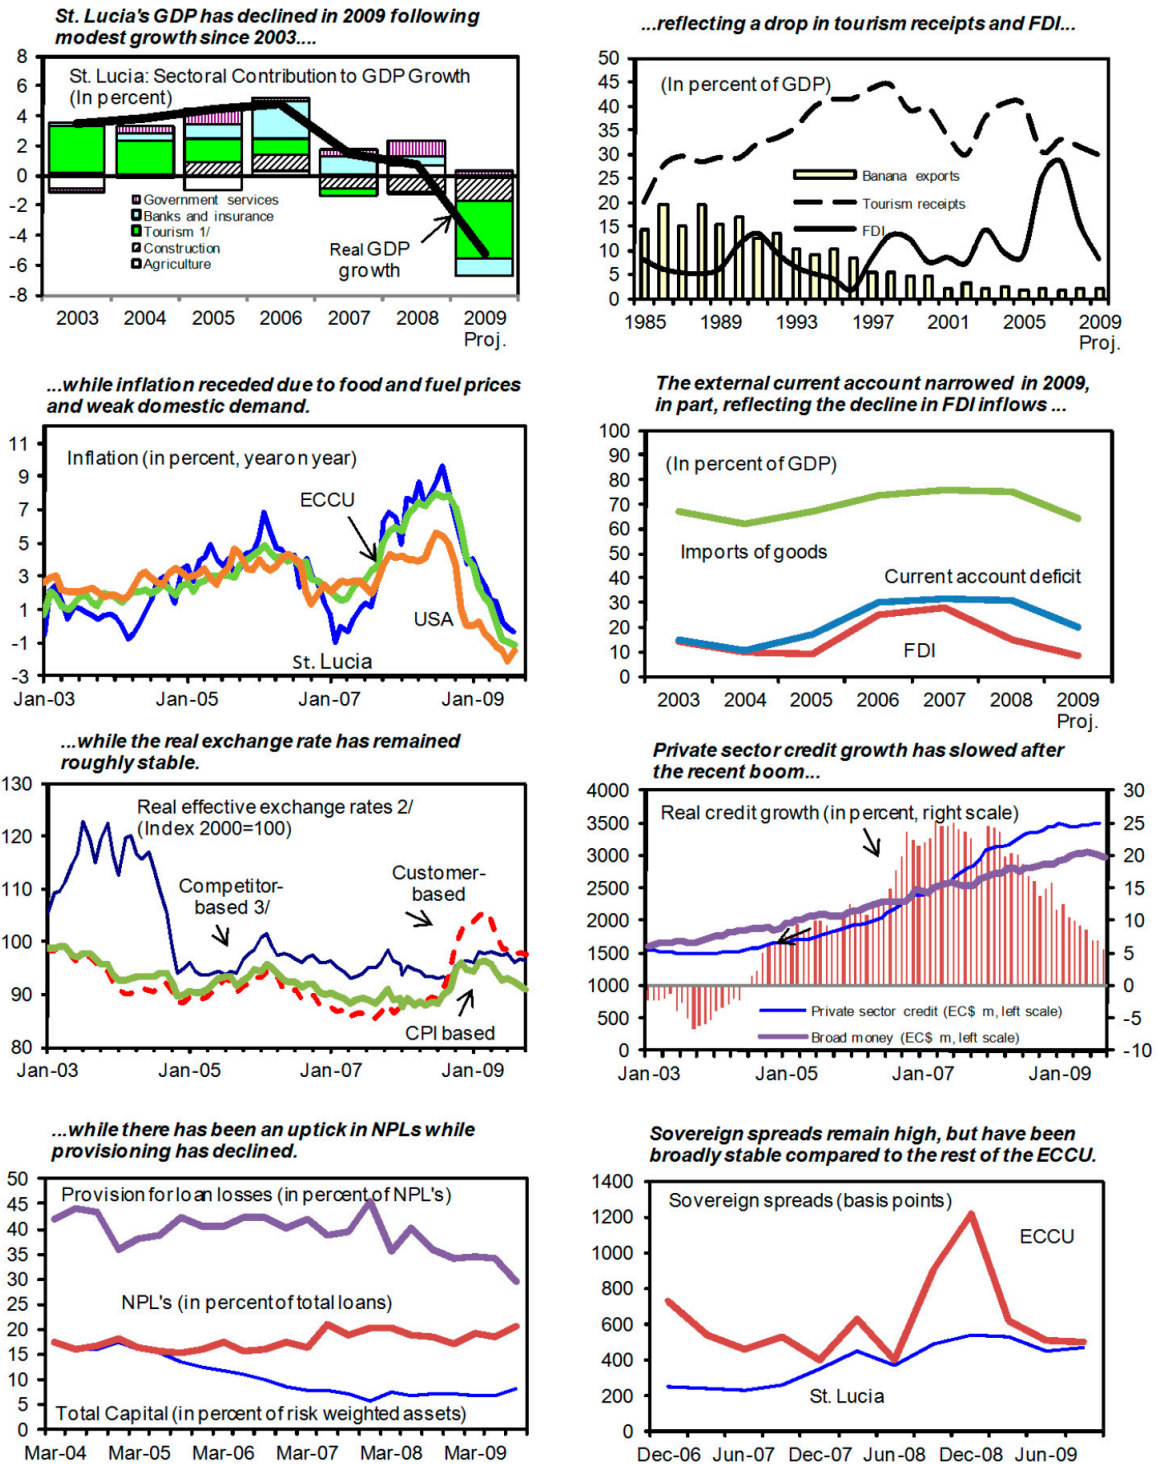 St. Lucia's GDP has declined in 2009 following
modest growth since 2003....
8
6
4
2
0
-2
-4
-6
-8
St. Lucia: Sectoral Contribution to GDP Growth
(In percent)
Government services
Banks and insurance
Tourism 1/
Construction
Agriculture
Real GDP
growth
2003 2004 2005 2006 2007 2008 2009
Proj.
...reflecting a drop in tourism receipts and FDI...
50
45
40
35
30
25
20
15
10
5
0
(In percent of GDP)
Banana exports
Tourism receipts
FDI
1985 1989 1993 1997 2001 2005 2009
Proj.
...while inflation receded due to food and fuel prices
and weak domestic demand.
11
9
7
5
3
1
-1
-3
Inflation (in percent, year on year)
ECCU
USA
St. Lucia
Jan-03 Jan-05 Jan-07 Jan-09
The external current account narrowed in 2009,
in part, reflecting the decline in FDI inflows ...
100
90
80
70
60
50
40
30
20
10
0
(In percent of GDP)
Imports of goods
Current account deficit
FDI
2003 2004 2005 2006 2007 2008 2009
Proj.
...while the real exchange rate has remained
roughly stable.
130
120
110
100
90
80
Real effective exchange rates 2/
(Index 2000=100)
Competitor-
based 3/
Customer-
based
CPI based
Jan-03 Jan-05 Jan-07 Jan-09
Private sector credit growth has slowed after
the recent boom...
4000
3500
3000
2500
2000
1500
1000
500
0
Real credit growth (in percent, right scale)
30
25
20
15
10
5
0
-5
-10
Private sector credit (EC$ m, left scale)
Broad money (EC$ m, left scale)
Jan-03 Jan-05 Jan-07 Jan-09
...while there has been an uptick in NPLs while
provisioning has declined.
50
45
40
35
30
25
20
15
10
5
0
Provision for loan losses (in percent of NPL's)
NPL's (in percent of total loans)
Total Capital (in percent of risk weighted assets)
Mar-04 Mar-05 Mar-06 Mar-07 Mar-08 Mar-09
Sovereign spreads remain high, but have been
broadly stable compared to the rest of the ECCU.
1400
1200
1000
800
600
400
200
0
Sovereign spreads (basis points)
ECCU
St. Lucia
Dec-06 Jun-07 Dec-07 Jun-08 Dec-08 Jun-09